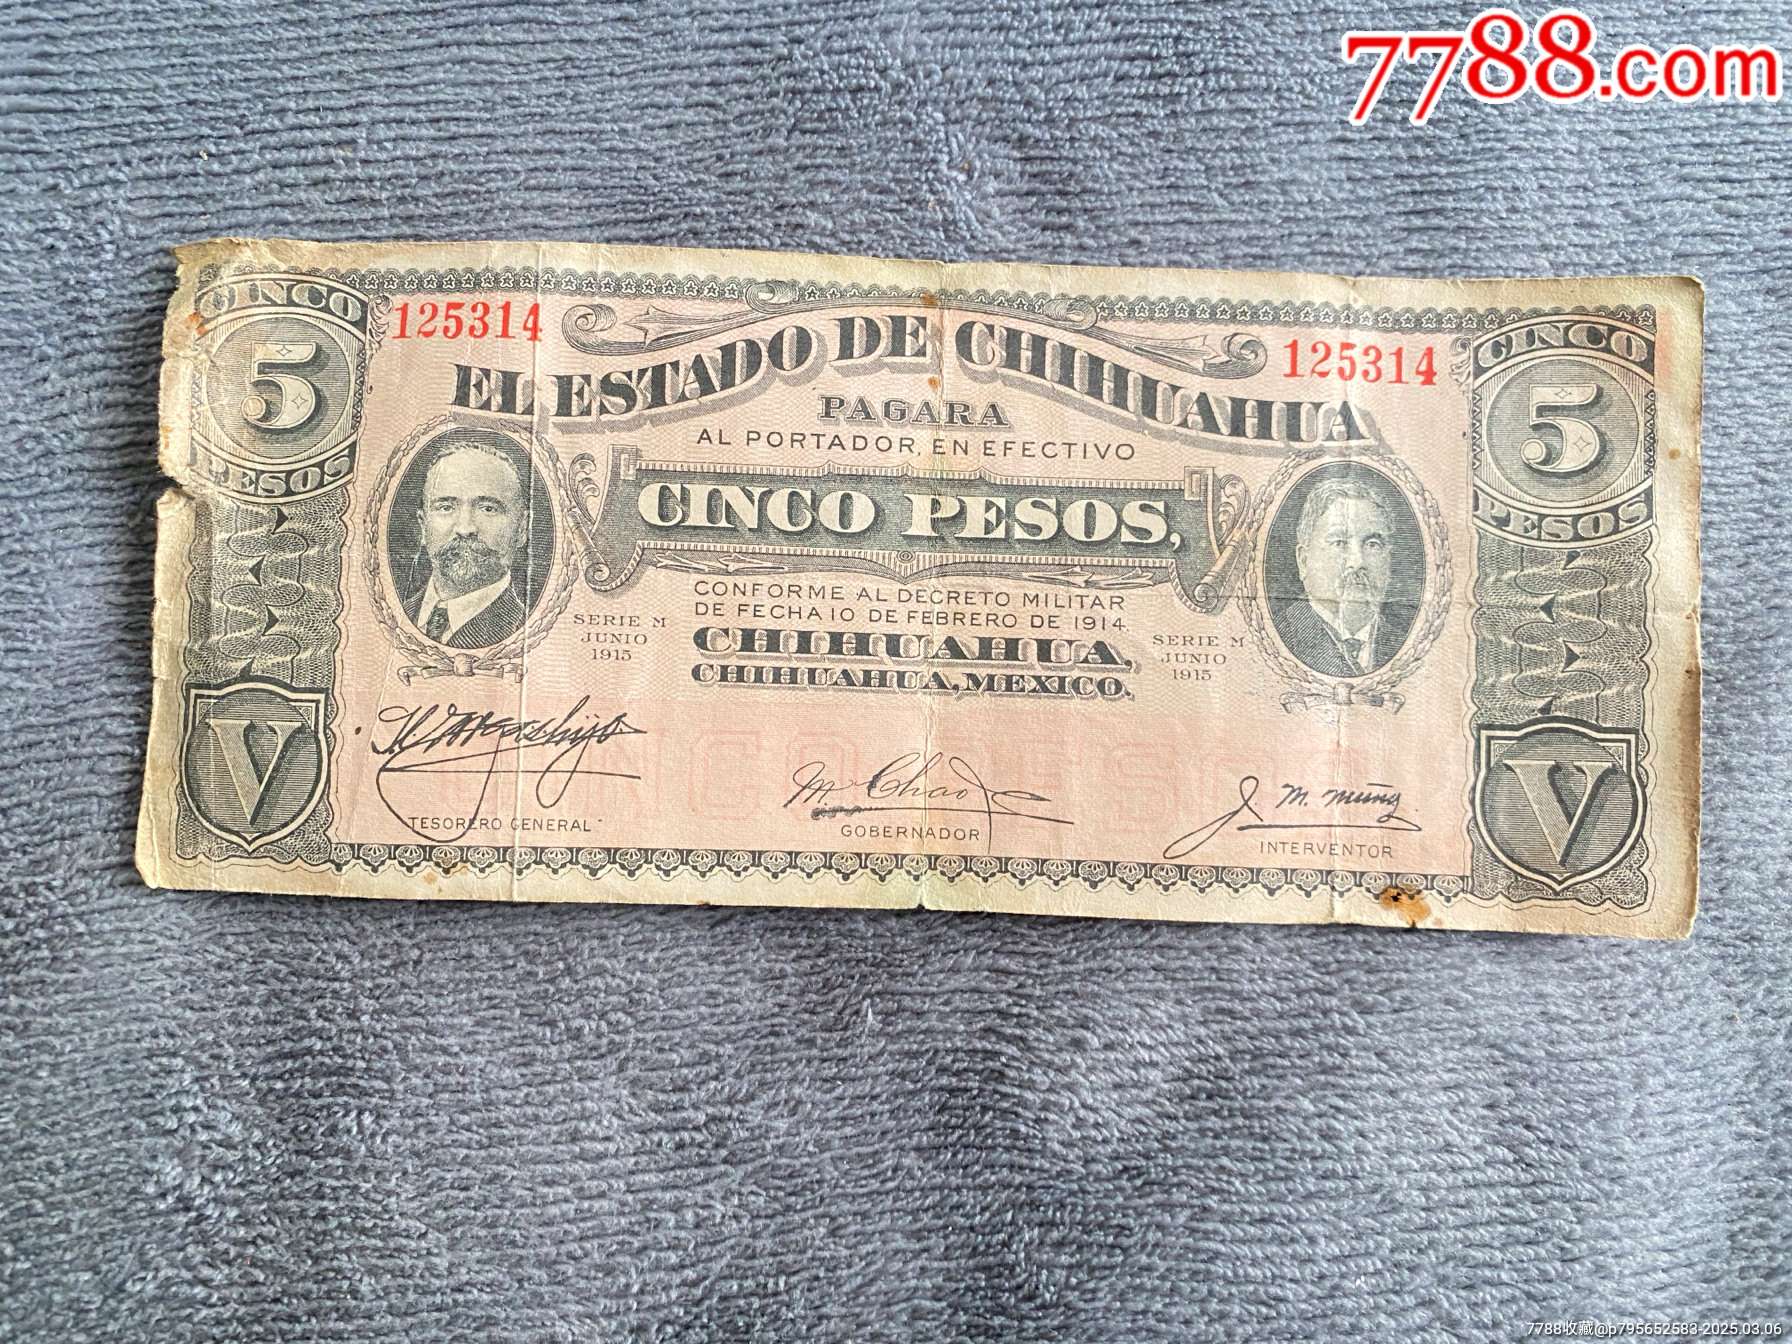 7788.com
CINCO
5
PESOS
125314
125314
CINCO
5
PESOS
EL ESTADO DE CHIHUAHUA
PAGARA
AL PORTADOR, EN EFECTIVO
CINCO PESOS,
CONFORME AL DECRETO MILITAR
DE FECHA 10 DE FEBRERO DE 1914.
CHIHUAHUA,
CHIHUAHUA, MEXICO.
SERIE M
JUNIO
1915
SERIE M
JUNIO
1915
V
V
M. Chao
J. M. Muñoz
TESORERO GENERAL
GOBERNADOR
INTERVENTOR
7788收藏@p795652583-2025.03.06